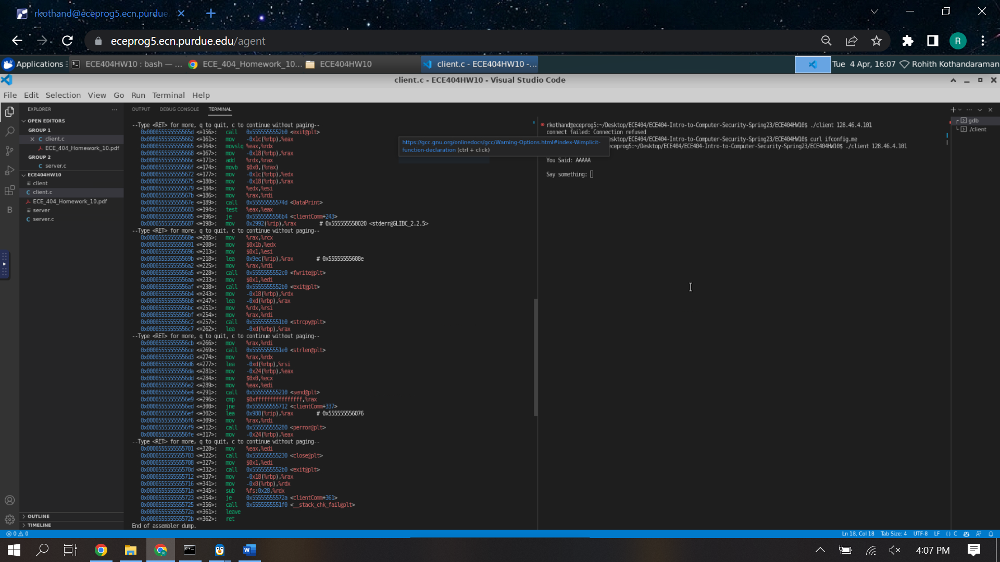 rkothand@eceprog5.ecn.purdue
eceprog5.ecn.purdue.edu/agent
R
Applications
ECE404HW10 : bash — ...
ECE_404_Homework_10...
ECE404HW10
client.c - ECE404HW10 -...
Tue 4 Apr, 16:07
Rohith Kothandaraman
client.c - ECE404HW10 - Visual Studio Code
File Edit Selection View Go Run Terminal Help
EXPLORER
OPEN EDITORS
GROUP 1
client.c
ECE_404_Homework_10.pdf
GROUP 2
server.c
ECE404HW10
client
client.c
ECE_404_Homework_10.pdf
server
server.c
OUTLINE
TIMELINE
OUTPUT DEBUG CONSOLE TERMINAL
--Type <RET> for more, q to quit, c to continue without paging--
0x000055555555565d <+156>: call 0x5555555552b0 <exit@plt>
0x0000555555555662 <+161>: mov -0x1c(%rbp),%eax
0x0000555555555665 <+164>: movslq %eax,%rdx
0x0000555555555668 <+167>: mov -0x18(%rbp),%rax
0x000055555555566c <+171>: add %rdx,%rax
0x000055555555566f <+174>: movb $0x0,(%rax)
0x0000555555555672 <+177>: mov -0x1c(%rbp),%edx
0x0000555555555675 <+180>: mov -0x18(%rbp),%rax
0x0000555555555679 <+184>: mov %edx,%esi
0x000055555555567b <+186>: mov %rax,%rdi
0x000055555555567e <+189>: call 0x55555555574d <DataPrint>
0x0000555555555683 <+194>: test %eax,%eax
0x0000555555555685 <+196>: je 0x5555555556b4 <clientComm+243>
0x0000555555555687 <+198>: mov 0x2992(%rip),%rax # 0x555555558020 <stderr@GLIBC_2.2.5>
--Type <RET> for more, q to quit, c to continue without paging--
0x000055555555568e <+205>: mov %rax,%rcx
0x0000555555555691 <+208>: mov $0x1b,%edx
0x0000555555555696 <+213>: mov $0x1,%esi
0x000055555555569b <+218>: lea 0x9ec(%rip),%rax # 0x55555555608e
0x00005555555556a2 <+225>: mov %rax,%rdi
0x00005555555556a5 <+228>: call 0x5555555552c0 <fwrite@plt>
0x00005555555556aa <+233>: mov $0x1,%edi
0x00005555555556af <+238>: call 0x5555555552b0 <exit@plt>
0x00005555555556b4 <+243>: mov -0x18(%rbp),%rdx
0x00005555555556b8 <+247>: lea -0xd(%rbp),%rax
0x00005555555556bc <+251>: mov %rdx,%rsi
0x00005555555556bf <+254>: mov %rax,%rdi
0x00005555555556c2 <+257>: call 0x5555555551b0 <strcpy@plt>
0x00005555555556c7 <+262>: lea -0xd(%rbp),%rax
--Type <RET> for more, q to quit, c to continue without paging--
0x00005555555556cb <+266>: mov %rax,%rdi
0x00005555555556ce <+269>: call 0x5555555551e0 <strlen@plt>
0x00005555555556d3 <+274>: mov %rax,%rdx
0x00005555555556d6 <+277>: lea -0xd(%rbp),%rsi
0x00005555555556da <+281>: mov -0x24(%rbp),%eax
0x00005555555556dd <+284>: mov $0x0,%ecx
0x00005555555556e2 <+289>: mov %eax,%edi
0x00005555555556e4 <+291>: call 0x555555555210 <send@plt>
0x00005555555556e9 <+296>: cmp $0xffffffffffffffff,%rax
0x00005555555556ed <+300>: jne 0x555555555712 <clientComm+337>
0x00005555555556ef <+302>: lea 0x980(%rip),%rax # 0x555555556076
0x00005555555556f6 <+309>: mov %rax,%rdi
0x00005555555556f9 <+312>: call 0x555555555280 <perror@plt>
0x00005555555556fe <+317>: mov -0x24(%rbp),%eax
--Type <RET> for more, q to quit, c to continue without paging--
0x0000555555555701 <+320>: mov %eax,%edi
0x0000555555555703 <+322>: call 0x555555555230 <close@plt>
0x0000555555555708 <+327>: mov $0x1,%edi
0x000055555555570d <+332>: call 0x5555555552b0 <exit@plt>
0x0000555555555712 <+337>: mov -0x18(%rbp),%rax
0x0000555555555716 <+341>: mov -0x8(%rbp),%rdx
0x000055555555571a <+345>: sub %fs:0x28,%rdx
0x0000555555555723 <+354>: je 0x55555555572a <clientComm+361>
0x0000555555555725 <+356>: call 0x5555555551f0 <__stack_chk_fail@plt>
0x000055555555572a <+361>: leave
0x000055555555572b <+362>: ret
End of assembler dump.
https://gcc.gnu.org/onlinedocs/gcc/Warning-Options.html#index-Wimplicit-
function-declaration (ctrl + click)
rkothand@eceprog5:~/Desktop/ECE404/ECE404-Intro-to-Computer-Security-Spring23/ECE404HW10$ ./client 128.46.4.101
connect failed: Connection refused
sktop/ECE404/ECE404-Intro-to-Computer-Security-Spring23/ECE404HW10$ curl ifconfig.me
eceprog5:~/Desktop/ECE404/ECE404-Intro-to-Computer-Security-Spring23/ECE404HW10$ ./client 128.46.4.101
You Said: AAAAA
Say something:
gdb
./client
0 0
Ln 18, Col 18 Tab Size: 4 UTF-8 LF {} C
4:07 PM